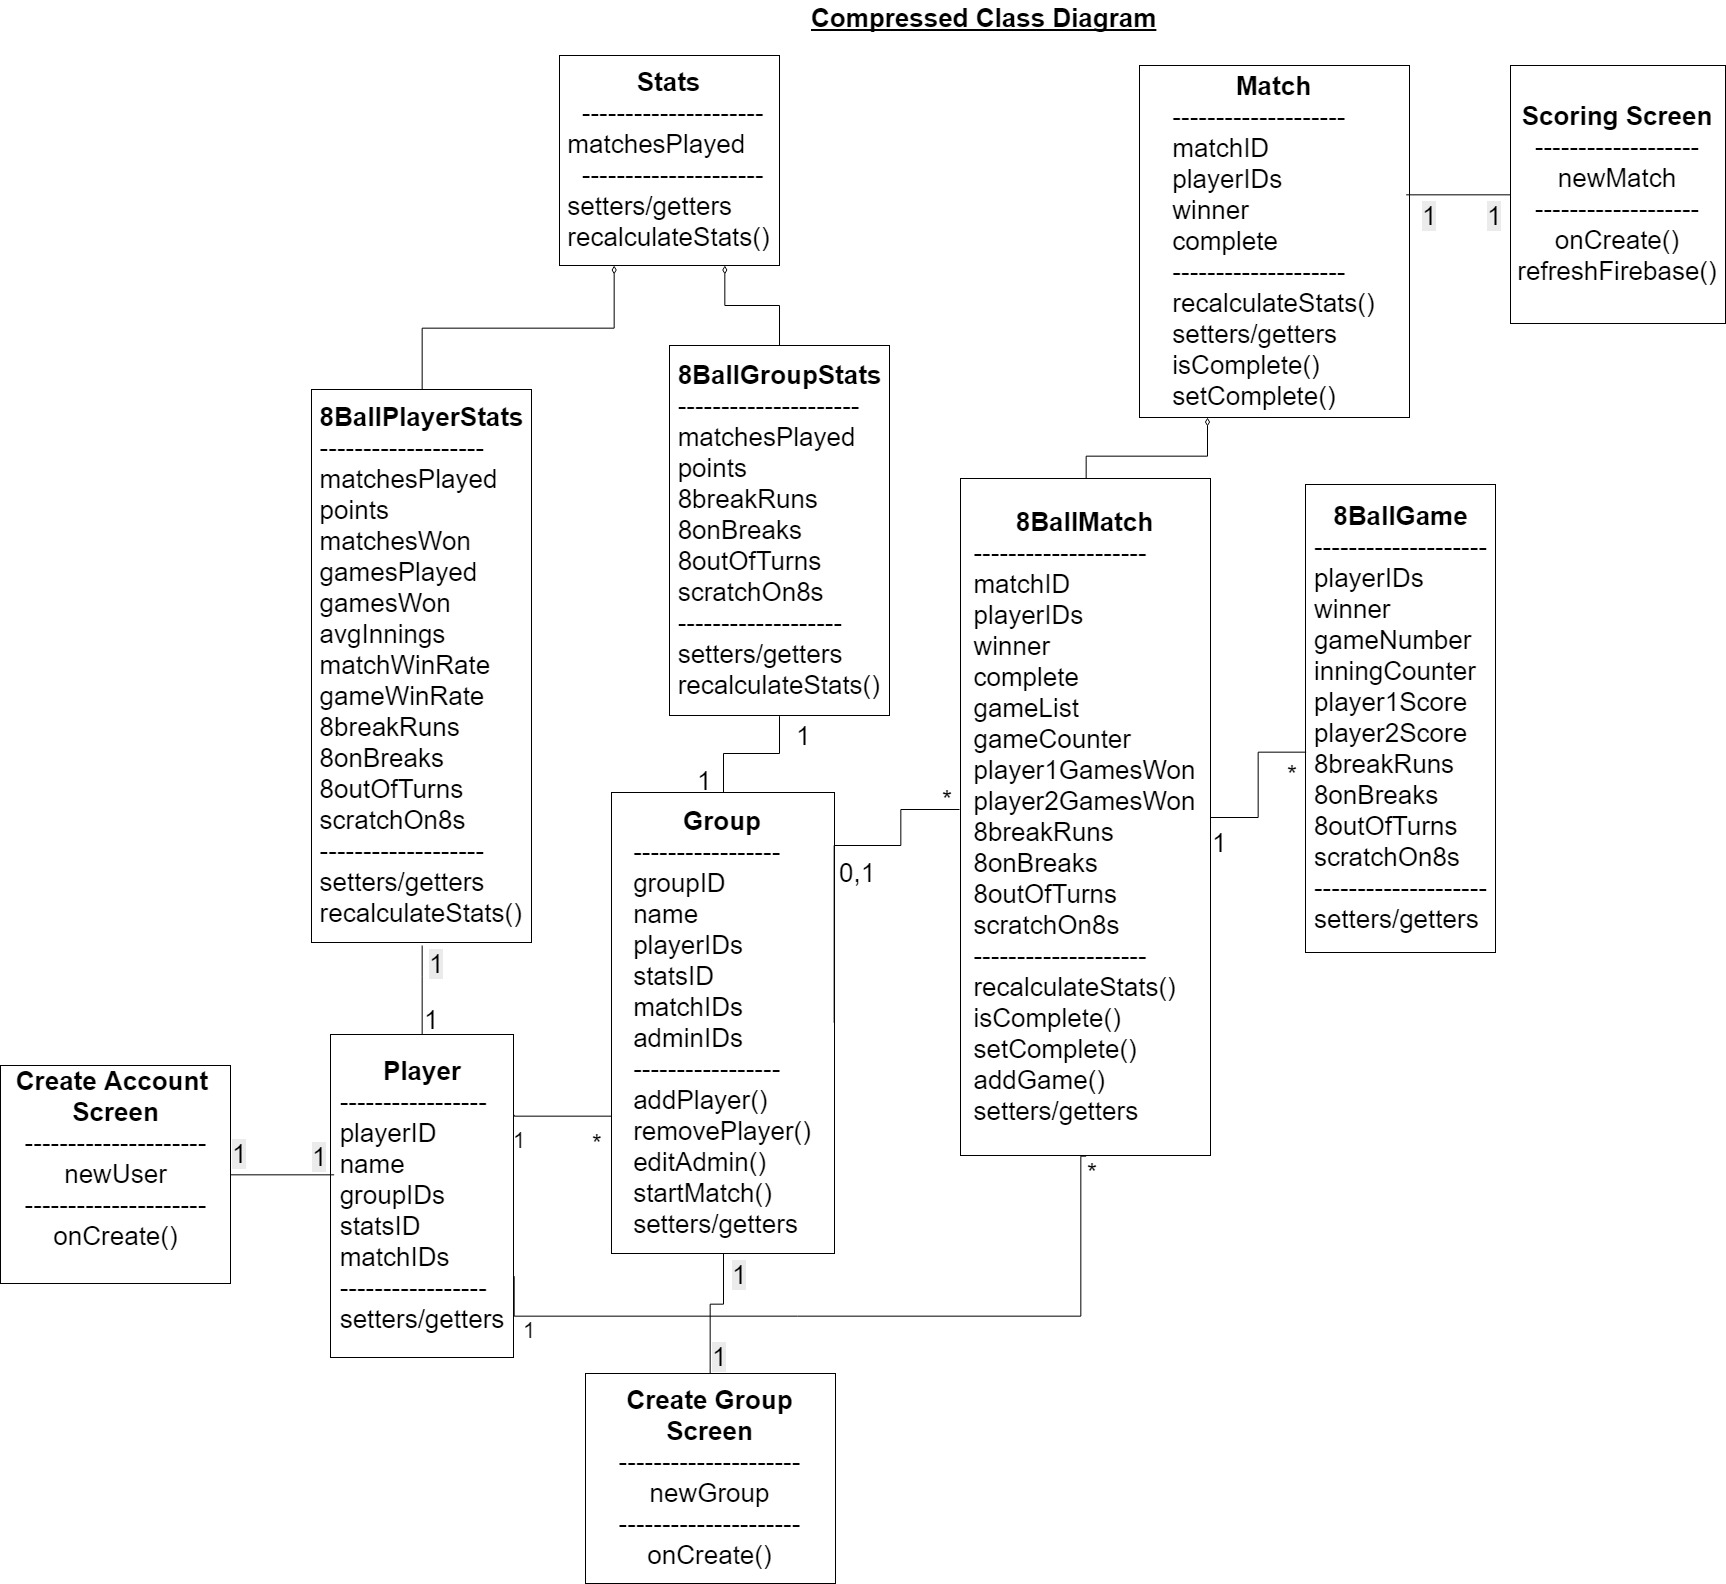 Compressed Class Diagram
Stats
---------------------
matchesPlayed
---------------------
setters/getters
recalculateStats()
Match
--------------------
matchID
playerIDs
winner
complete
--------------------
recalculateStats()
setters/getters
isComplete()
setComplete()
1
1
Scoring Screen
-------------------
newMatch
-------------------
onCreate()
refreshFirebase()
8BallPlayerStats
-------------------
matchesPlayed
points
matchesWon
gamesPlayed
gamesWon
avgInnings
matchWinRate
gameWinRate
8breakRuns
8onBreaks
8outOfTurns
scratchOn8s
-------------------
setters/getters
recalculateStats()
1
1
8BallGroupStats
---------------------
matchesPlayed
points
8breakRuns
8onBreaks
8outOfTurns
scratchOn8s
-------------------
setters/getters
recalculateStats()
1
1
8BallMatch
--------------------
matchID
playerIDs
winner
complete
gameList
gameCounter
player1GamesWon
player2GamesWon
8breakRuns
8onBreaks
8outOfTurns
scratchOn8s
--------------------
recalculateStats()
isComplete()
setComplete()
addGame()
setters/getters
*
1
*
8BallGame
--------------------
playerIDs
winner
gameNumber
inningCounter
player1Score
player2Score
8breakRuns
8onBreaks
8outOfTurns
scratchOn8s
--------------------
setters/getters
Group
-----------------
groupID
name
playerIDs
statsID
matchIDs
adminIDs
-----------------
addPlayer()
removePlayer()
editAdmin()
startMatch()
setters/getters
*
0,1
Create Account
Screen
---------------------
newUser
---------------------
onCreate()
1
1
Player
-----------------
playerID
name
groupIDs
statsID
matchIDs
-----------------
setters/getters
1
*
1
1
1
Create Group
Screen
---------------------
newGroup
---------------------
onCreate()